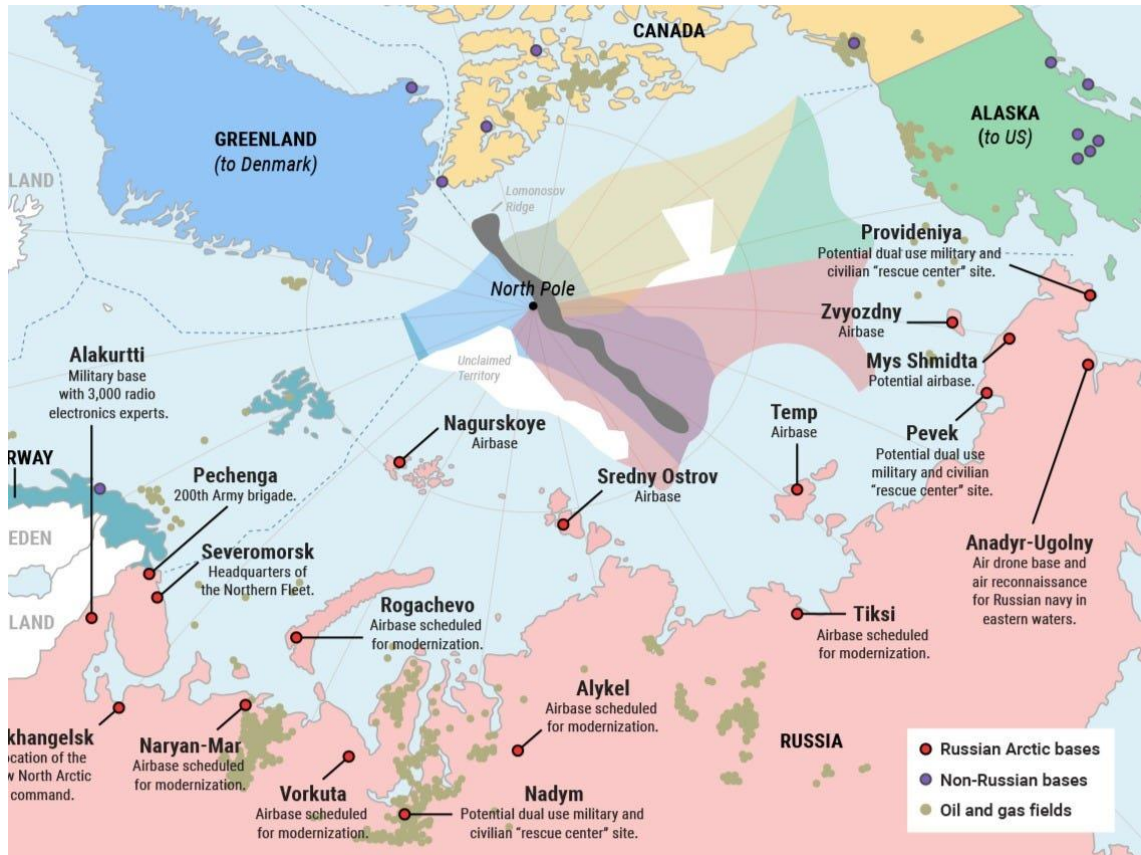 CANADA
GREENLAND
(to Denmark)
ALASKA
(to US)
LAND
Lomonosov
Ridge
North Pole
Unclaimed
Territory
Provideniya
Potential dual use military and
civilian “rescue center” site.
Zvyozdny
Airbase
Mys Shmidta
Potential airbase.
Alakurtti
Military base
with 3,000 radio
electronics experts.
Nagurskoye
Airbase
Temp
Airbase
Pevek
Potential dual use
military and civilian
“rescue center” site.
RWAY
Pechenga
200th Army brigade.
Sredny Ostrov
Airbase
EDEN
Severomorsk
Headquarters of
the Northern Fleet.
Anadyr-Ugolny
Air drone base and
air reconnaissance
for Russian navy in
eastern waters.
LAND
Rogachevo
Airbase scheduled
for modernization.
Tiksi
Airbase scheduled
for modernization.
Alykel
Airbase scheduled
for modernization.
RUSSIA
khangelsk
ocation of the
w North Arctic
command.
Naryan-Mar
Airbase scheduled
for modernization.
Vorkuta
Airbase scheduled
for modernization.
Nadym
Potential dual use military and
civilian “rescue center” site.
Russian Arctic bases
Non-Russian bases
Oil and gas fields